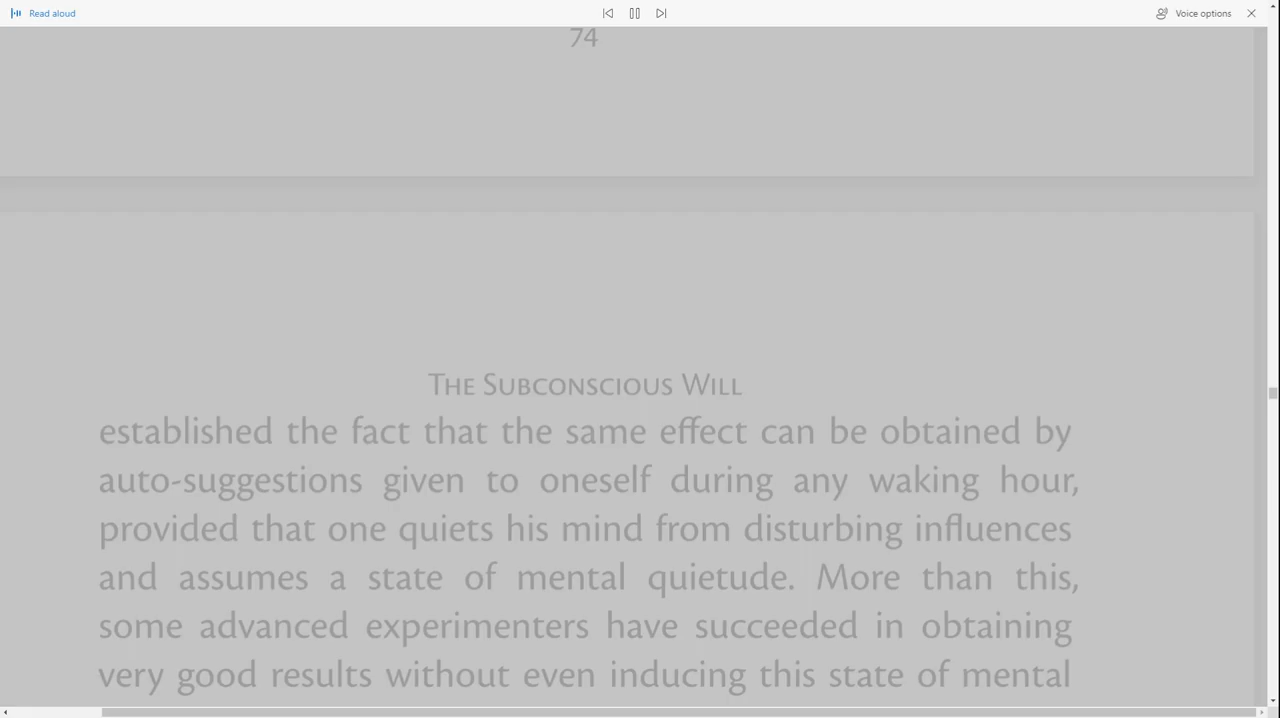 Read aloud
Voice options
74
The Subconscious Will
established the fact that the same effect can be obtained by
auto-suggestions given to oneself during any waking hour,
provided that one quiets his mind from disturbing influences
and assumes a state of mental quietude. More than this,
some advanced experimenters have succeeded in obtaining
very good results without even inducing this state of mental